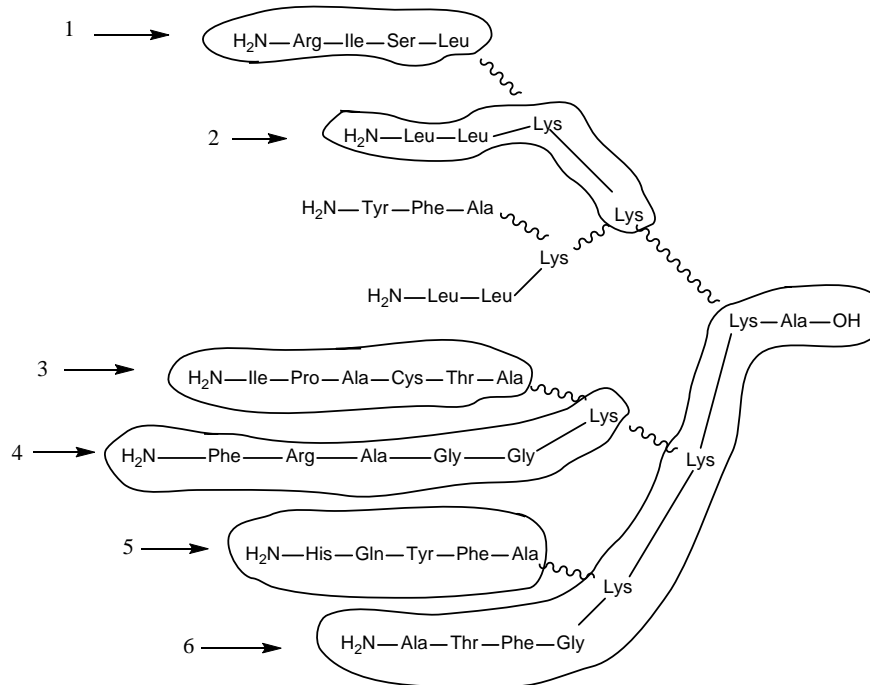 1 H₂N—Arg—Ile—Ser—Leu
2 H₂N—Leu—Leu—Lys
Lys
H₂N—Tyr—Phe—Ala
Lys
H₂N—Leu—Leu
Lys—Ala—OH
3 H₂N—Ile—Pro—Ala—Cys—Thr—Ala
Lys
4 H₂N—Phe—Arg—Ala—Gly—Gly
Lys
5 H₂N—His—Gln—Tyr—Phe—Ala
Lys
6 H₂N—Ala—Thr—Phe—Gly